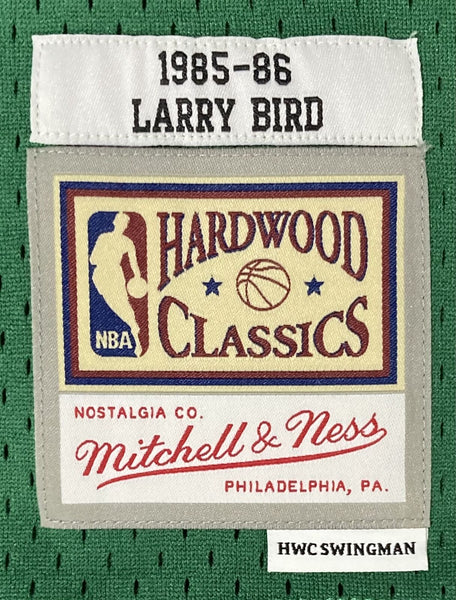 1985-86
LARRY BIRD
HARDWOOD
CLASSICS
NBA
NOSTALGIA CO.
Mitchell & Ness
PHILADELPHIA, PA.
HWC SWINGMAN